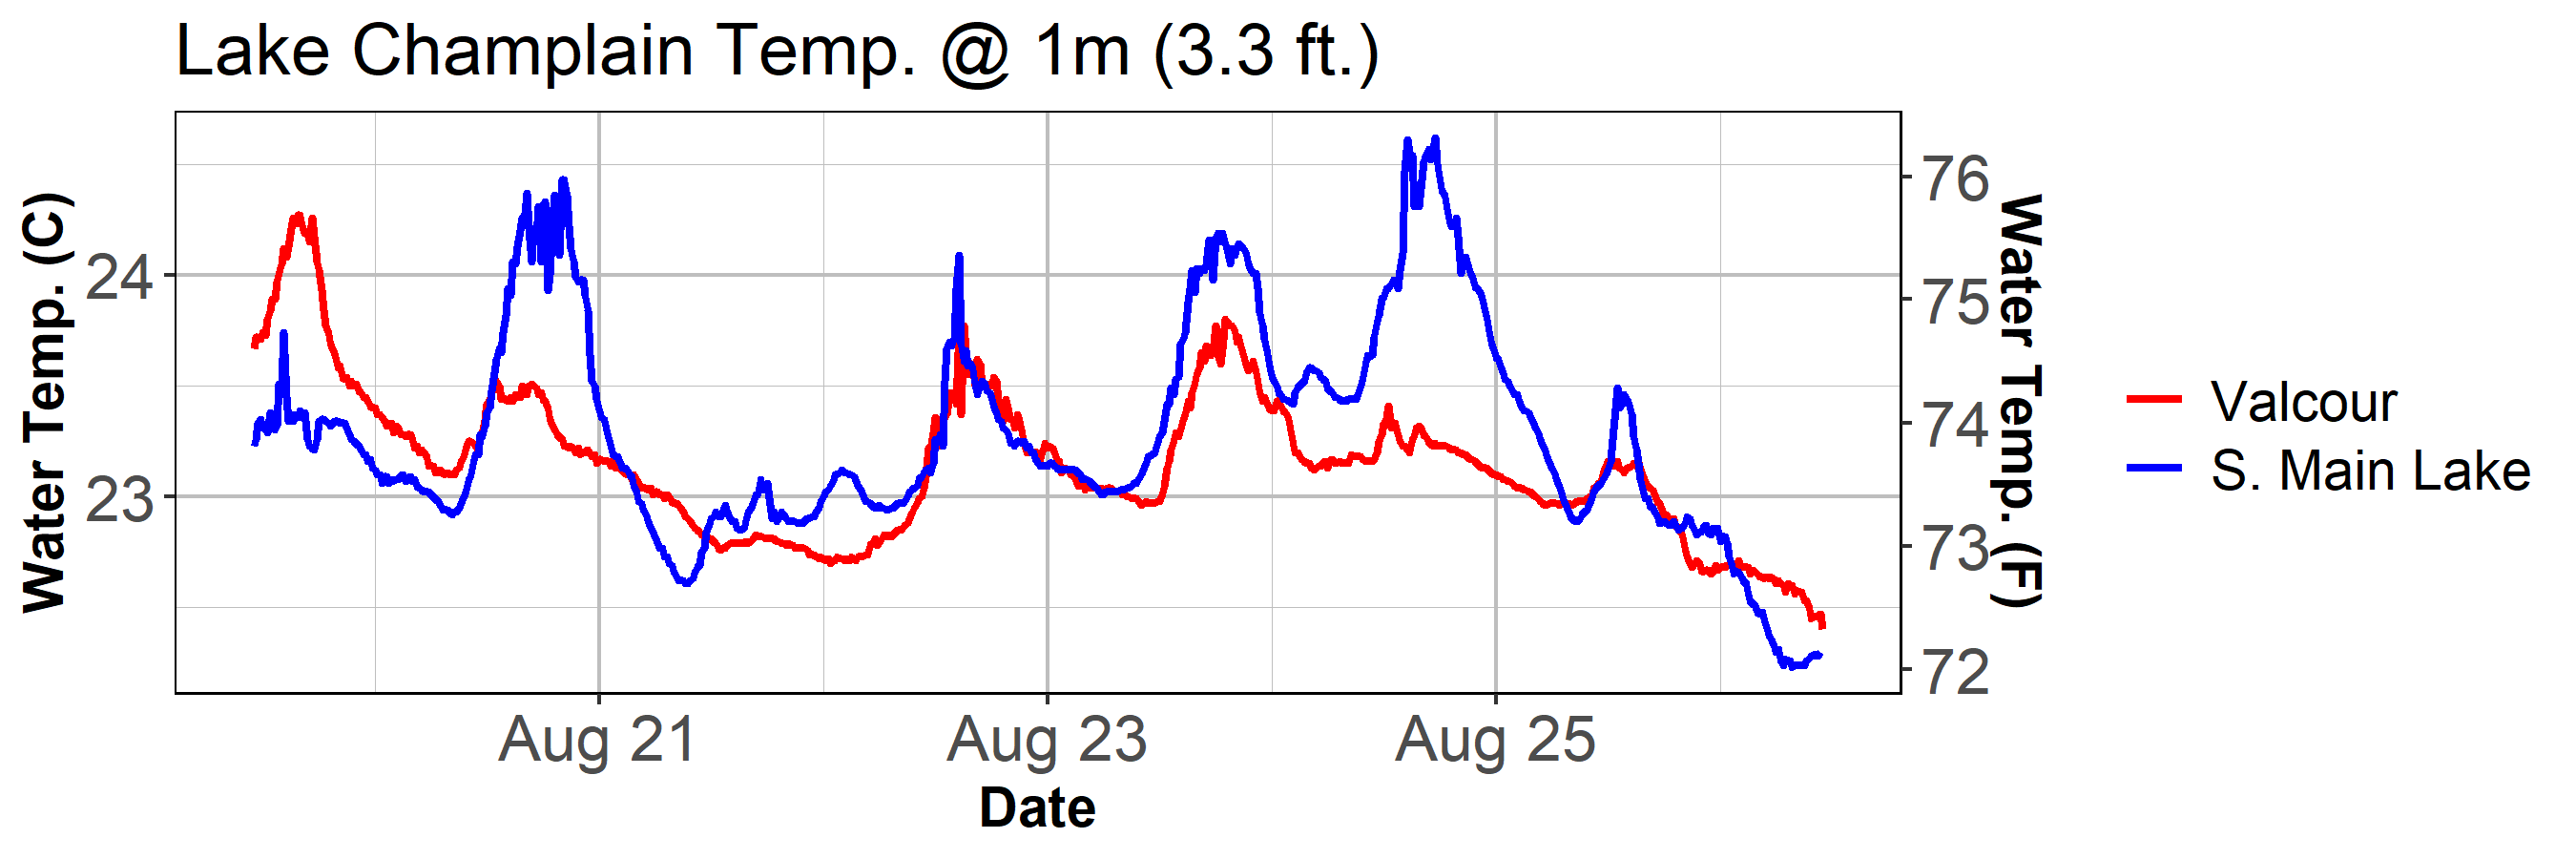 Lake Champlain Temp. @ 1m (3.3 ft.)
Water Temp. (C)
24
23
76
75
74
73
72
Water Temp. (F)
Aug 21
Aug 23
Aug 25
Date
Valcour
S. Main Lake